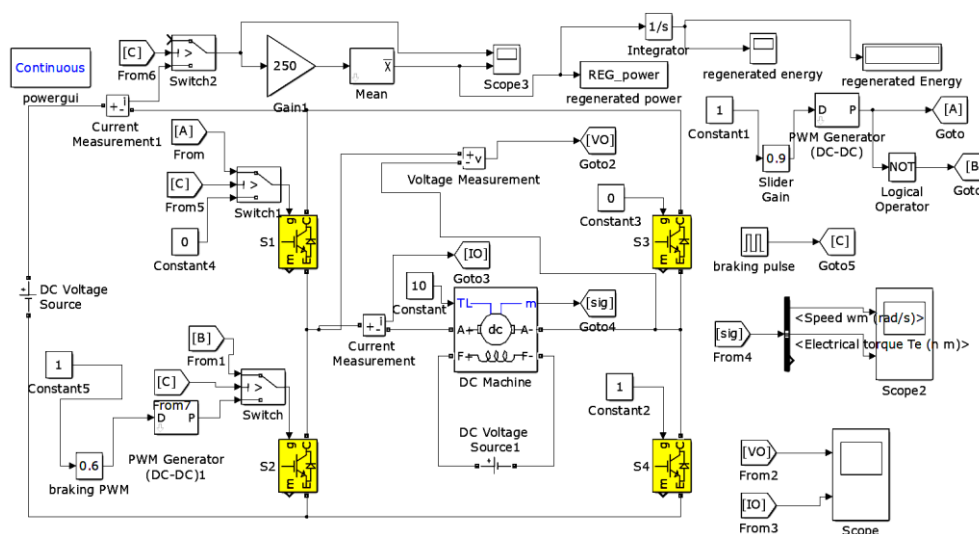 Continuous
powergui
[C]
From6
Switch2
250
Gain1
X
Mean
Scope3
1/s
Integrator
REG_power
regenerated power
regenerated energy
regenerated Energy
+ - i
Current
Measurement1
[A]
From
[C]
From5
Switch1
0
Constant4
g
C
m
E
S1
+ - v
Voltage Measurement
[VO]
Goto2
0
Constant3
g
C
m
E
S3
1
Constant1
0.9
Slider
Gain
D
P
PWM Generator
(DC-DC)
[A]
Goto
NOT
Logical
Operator
[B
Goto
braking pulse
[C]
Goto5
DC Voltage
Source
[IO]
Goto3
10
Constant
+ - i
Current
Measurement
TL
m
A+
dc
A-
F+
F-
DC Machine
[sig]
Goto4
[sig]
From4
<Speed wm (rad/s)>
<Electrical torque Te (n m)>
Scope2
[B]
From1
1
Constant5
[C]
From7
D
P
PWM Generator
(DC-DC)1
0.6
braking PWM
Switch
g
C
m
E
S2
DC Voltage
Source1
1
Constant2
g
C
m
E
S4
[VO]
From2
[IO]
From3
Scope